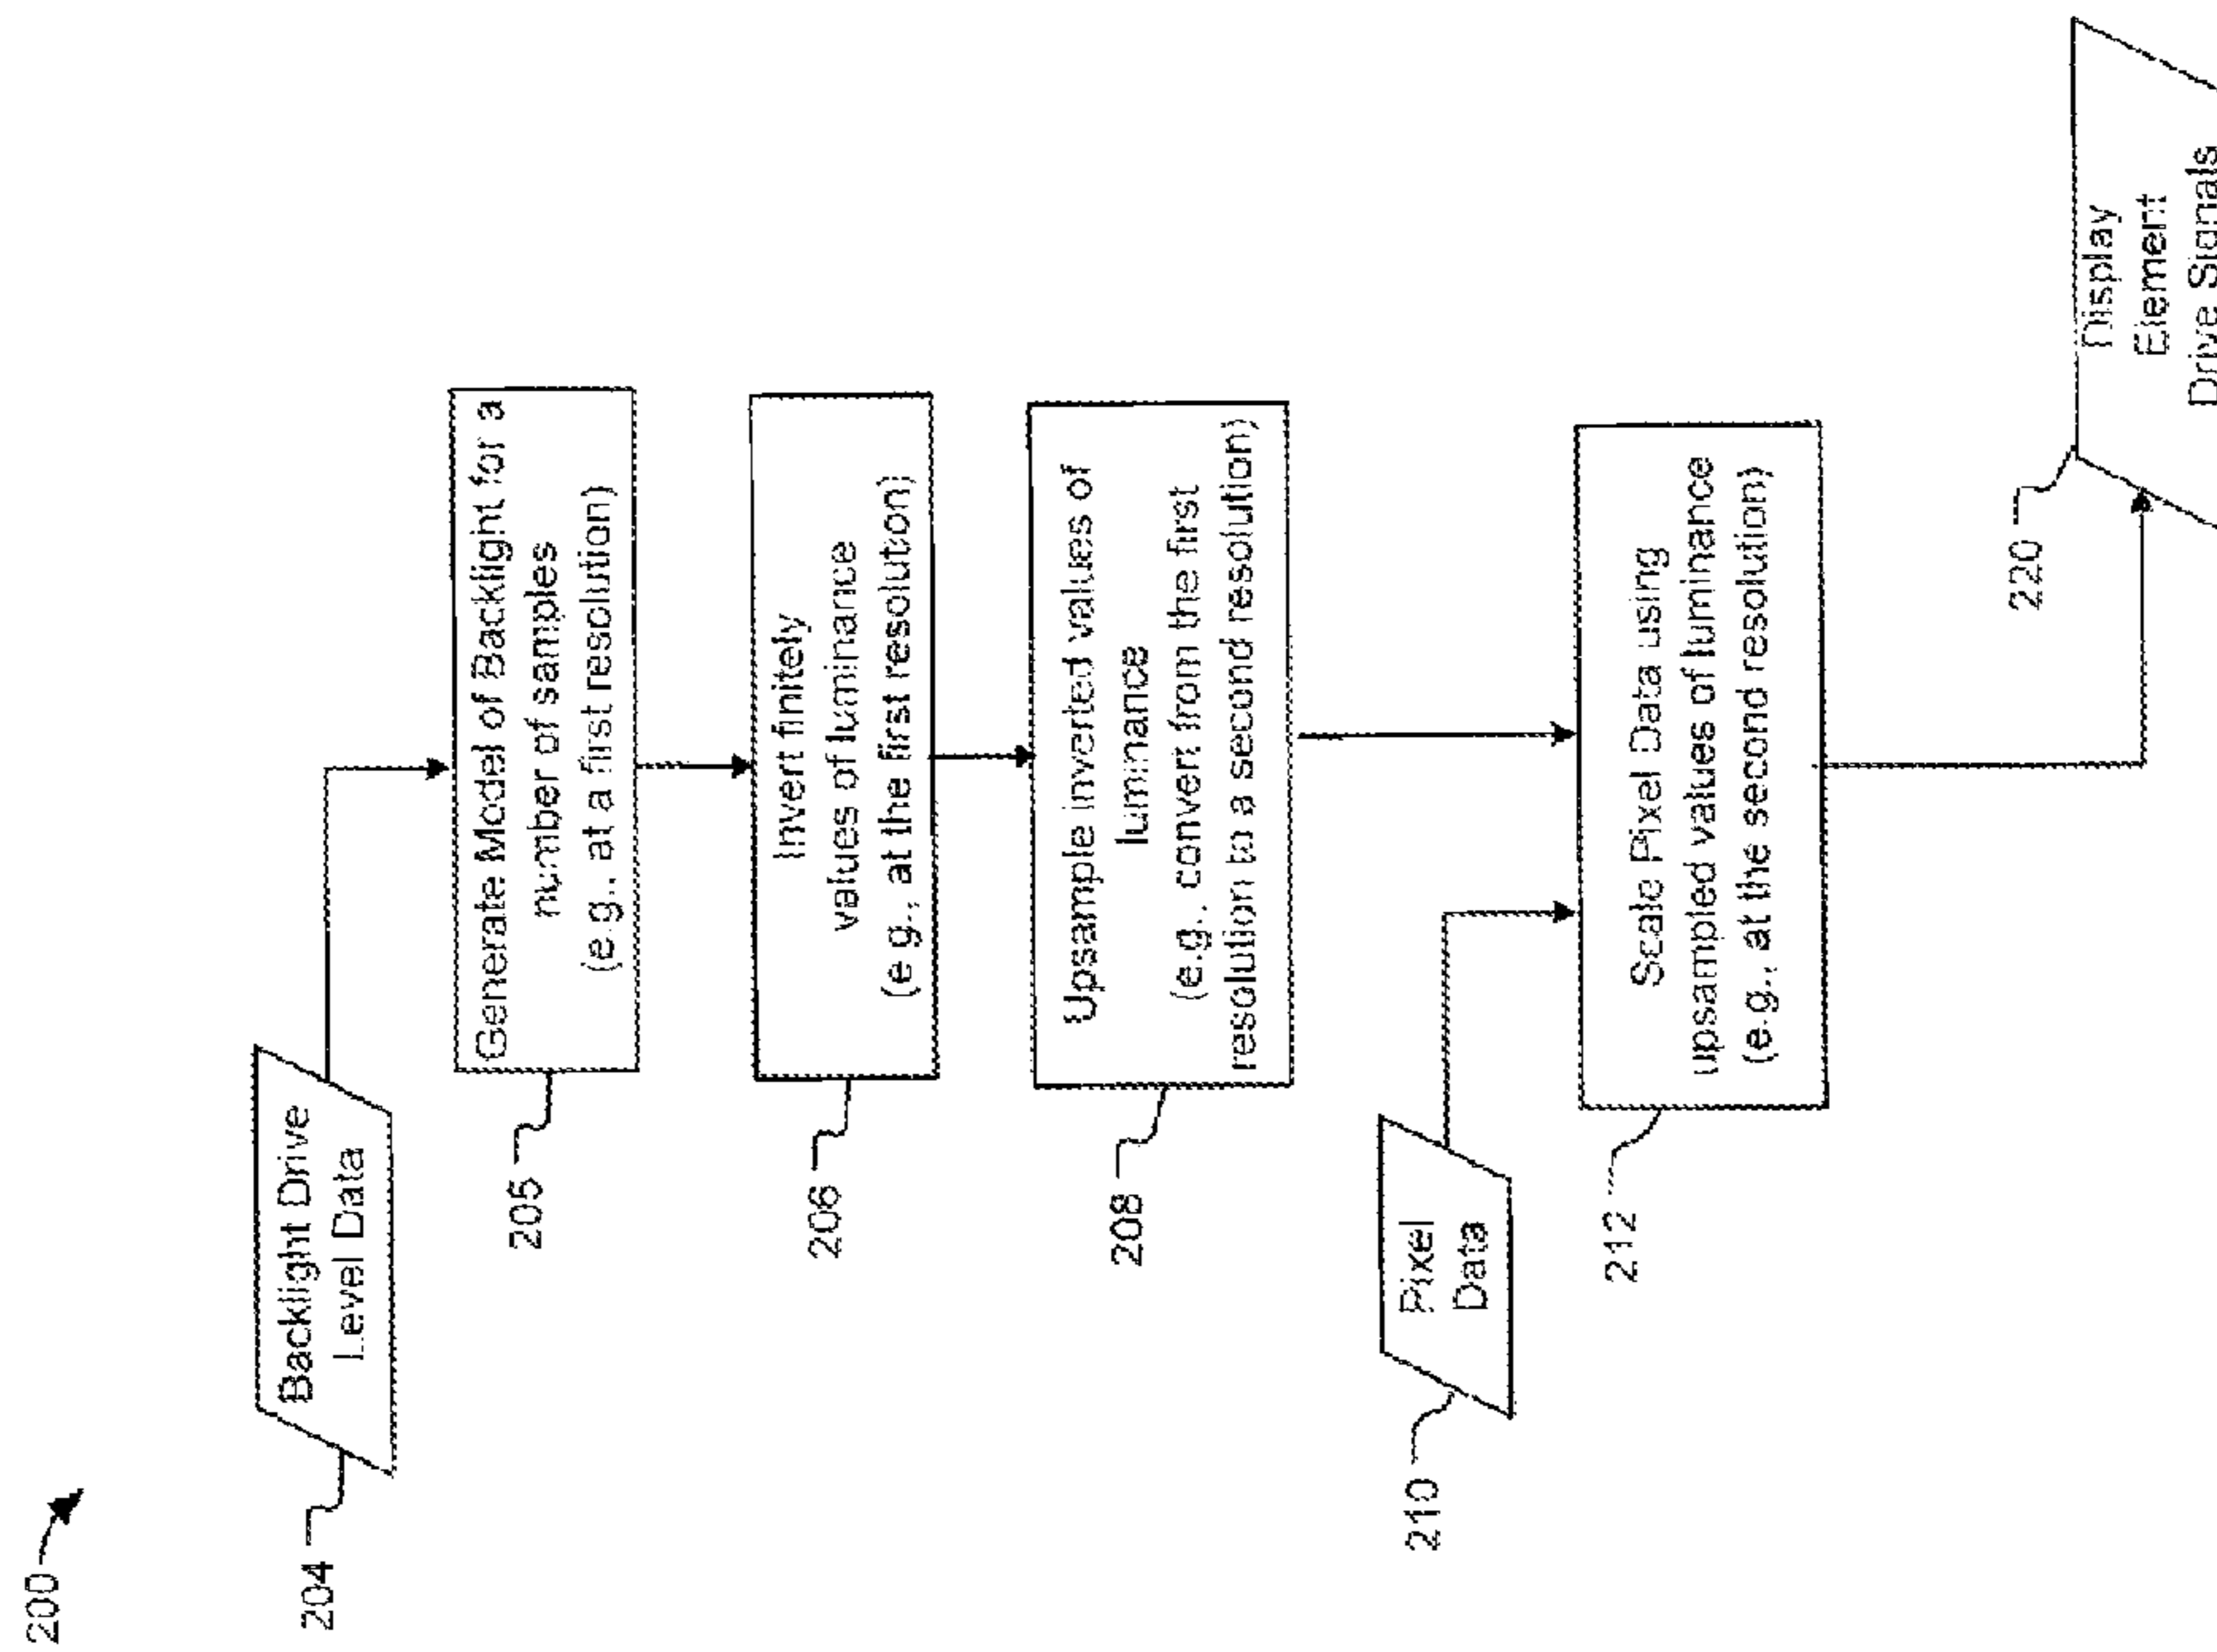 200
204
Backlight Drive
Level Data
205
Generate Model of Backlight for a
number of samples
(e.g., at a first resolution)
206
Invert finitely
values of luminance
(e.g., at the first resolution)
208
Upsample inverted values of
luminance
(e.g., convert from the first
resolution to a second resolution)
210
Pixel
Data
212
Scale Pixel Data using
upsampled values of luminance
(e.g., at the second resolution)
220
Display
Element
Drive Signals